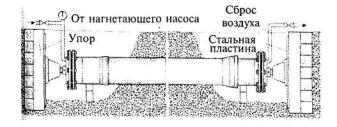 От нагнетающего насоса
Сброс
воздуха
Упор
Стальная
пластина